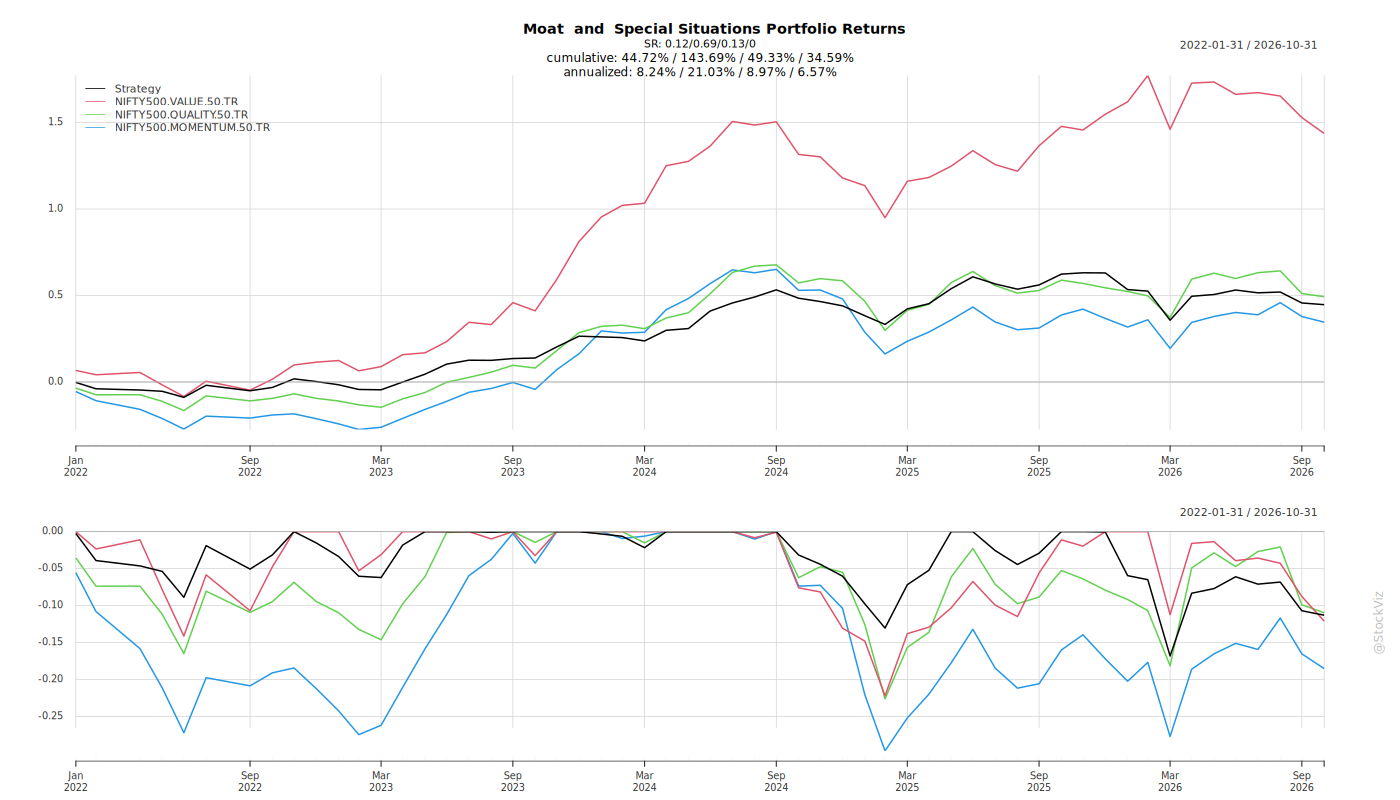 Moat and Special Situations Portfolio Returns
SR: 0.12/0.69/0.13/0
cumulative: 44.72% / 143.69% / 49.33% / 34.59%
annualized: 8.24% / 21.03% / 8.97% / 6.57%
2022-01-31 / 2026-10-31
Strategy
NIFTY500.VALUE.50.TR
NIFTY500.QUALITY.50.TR
NIFTY500.MOMENTUM.50.TR
1.5
1.0
0.5
0.0
Jan Sep Mar Sep Mar Sep Mar Sep Mar Sep
2022 2022 2023 2023 2024 2024 2025 2025 2026 2026
2022-01-31 / 2026-10-31
0.00
-0.05
-0.10
-0.15
-0.20
-0.25
Jan Sep Mar Sep Mar Sep Mar Sep Mar Sep
2022 2022 2023 2023 2024 2024 2025 2025 2026 2026
@StockViz